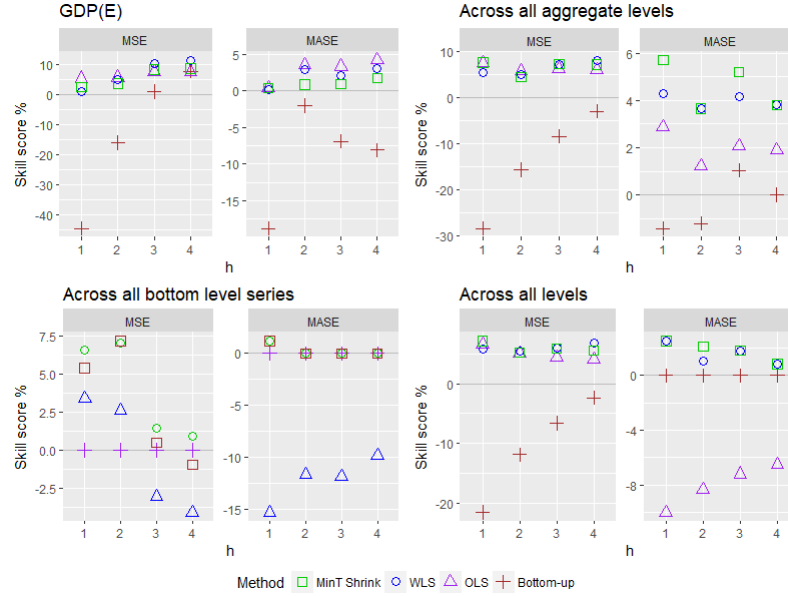 GDP(E)
Across all aggregate levels
MSE
MASE
MSE
MASE
Skill score %
10
0
-10
-20
-30
-40
5
0
-5
-10
-15
Skill score %
10
0
-10
-20
-30
6
4
2
0
1 2 3 4
1 2 3 4
1 2 3 4
1 2 3 4
h
h
Across all bottom level series
Across all levels
MSE
MASE
MSE
MASE
Skill score %
7.5
5.0
2.5
0.0
-2.5
0
-5
-10
-15
Skill score %
0
-10
-20
0
-4
-8
1 2 3 4
1 2 3 4
1 2 3 4
1 2 3 4
h
h
Method MinT Shrink WLS OLS Bottom-up